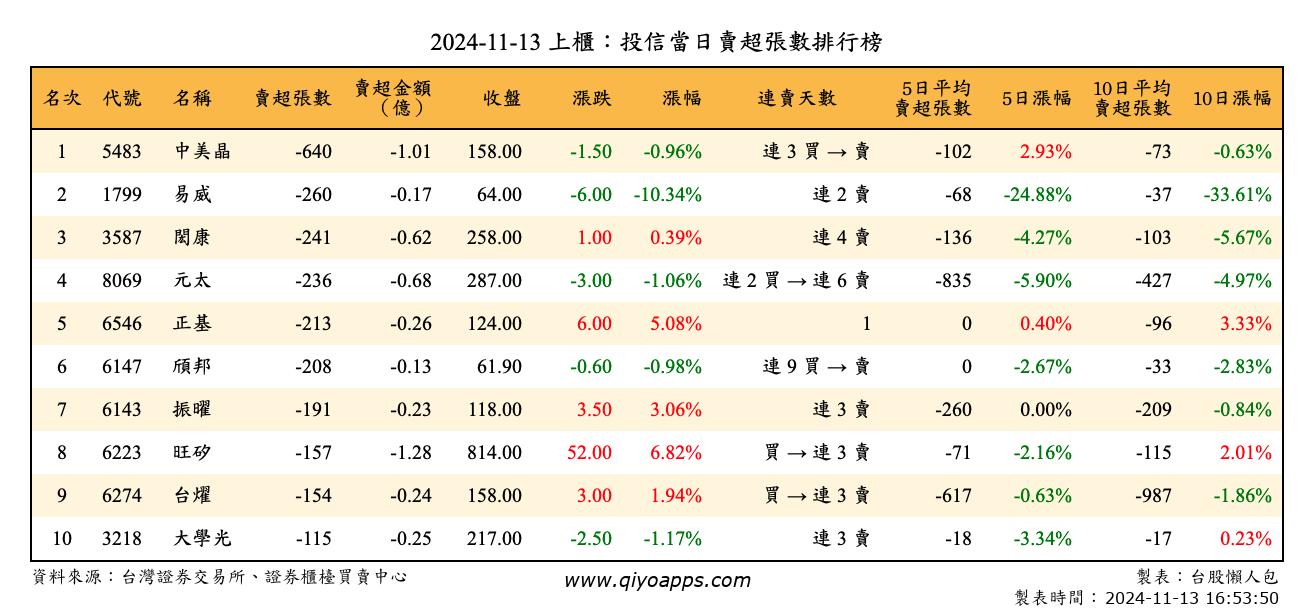 2024-11-13 上櫃：投信當日賣超張數排行榜
名次 代號 名稱 賣超張數 賣超金額（億） 收盤 漲跌 漲幅 連賣天數 5日平均賣超張數 5日漲幅 10日平均賣超張數 10日漲幅
1 5483 中美晶 -640 -1.01 158.00 -1.50 -0.96% 連 3 買 → 賣 -102 2.93% -73 -0.63%
2 1799 易威 -260 -0.17 64.00 -6.00 -10.34% 連 2 賣 -68 -24.88% -37 -33.61%
3 3587 閎康 -241 -0.62 258.00 1.00 0.39% 連 4 賣 -136 -4.27% -103 -5.67%
4 8069 元太 -236 -0.68 287.00 -3.00 -1.06% 連 2 買 → 連 6 賣 -835 -5.90% -427 -4.97%
5 6546 正基 -213 -0.26 124.00 6.00 5.08% 1 0 0.40% -96 3.33%
6 6147 頎邦 -208 -0.13 61.90 -0.60 -0.98% 連 9 買 → 賣 0 -2.67% -33 -2.83%
7 6143 振曜 -191 -0.23 118.00 3.50 3.06% 連 3 賣 -260 0.00% -209 -0.84%
8 6223 旺矽 -157 -1.28 814.00 52.00 6.82% 買 → 連 3 賣 -71 -2.16% -115 2.01%
9 6274 台燿 -154 -0.24 158.00 3.00 1.94% 買 → 連 3 賣 -617 -0.63% -987 -1.86%
10 3218 大學光 -115 -0.25 217.00 -2.50 -1.17% 連 3 賣 -18 -3.34% -17 0.23%
資料來源：台灣證券交易所、證券櫃檯買賣中心 www.qiyoapps.com 製表：台股懶人包
製表時間：2024-11-13 16:53:50